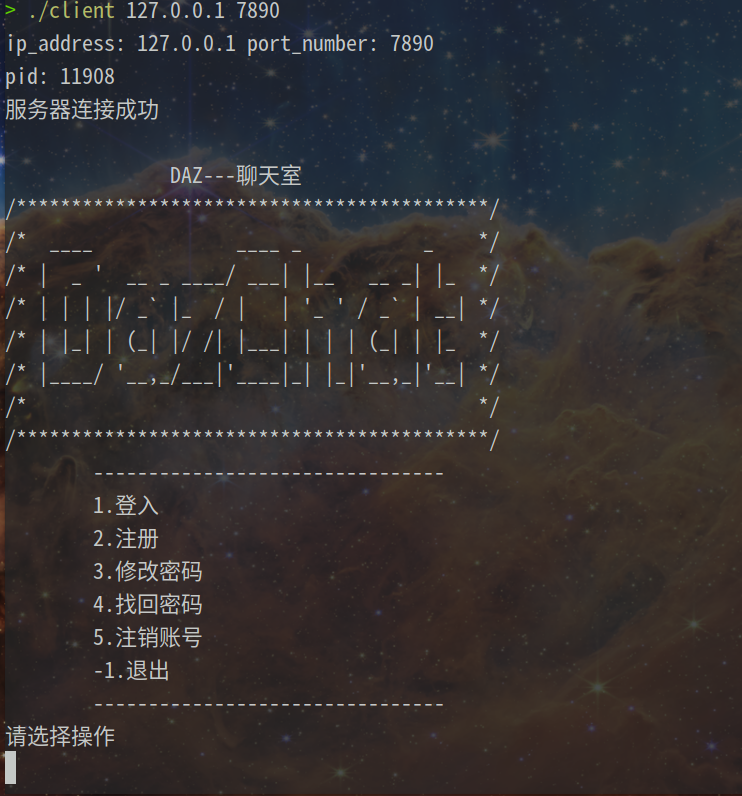 > ./client 127.0.0.1 7890
ip_address: 127.0.0.1 port_number: 7890
pid: 11908
服务器连接成功
DAZ---聊天室
/*******************************************/
/*  ____             ____ _           _    */
/* |  _ '  __ _ ____/ ___| |__   __ _| |_  */
/* | | | |/ _` |_  / |   | '_ ' / _` | __| */
/* | |_| | (_| |/ /| |___| | | | (_| | |_  */
/* |____/ '__,_/___|'____|_| |_|'__,_|'__| */
/*                                         */
/*******************************************/
--------------------------------
1.登入
2.注册
3.修改密码
4.找回密码
5.注销账号
-1.退出
--------------------------------
请选择操作